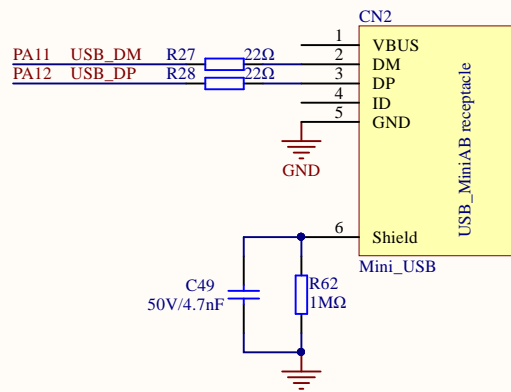 CN2
1 VBUS
PA11 USB_DM R27 22Ω 2 DM
PA12 USB_DP R28 22Ω 3 DP
4 ID
5 GND
GND
USB_MiniAB receptacle
6 Shield
Mini_USB
C49
50V/4.7nF
R62
1MΩ